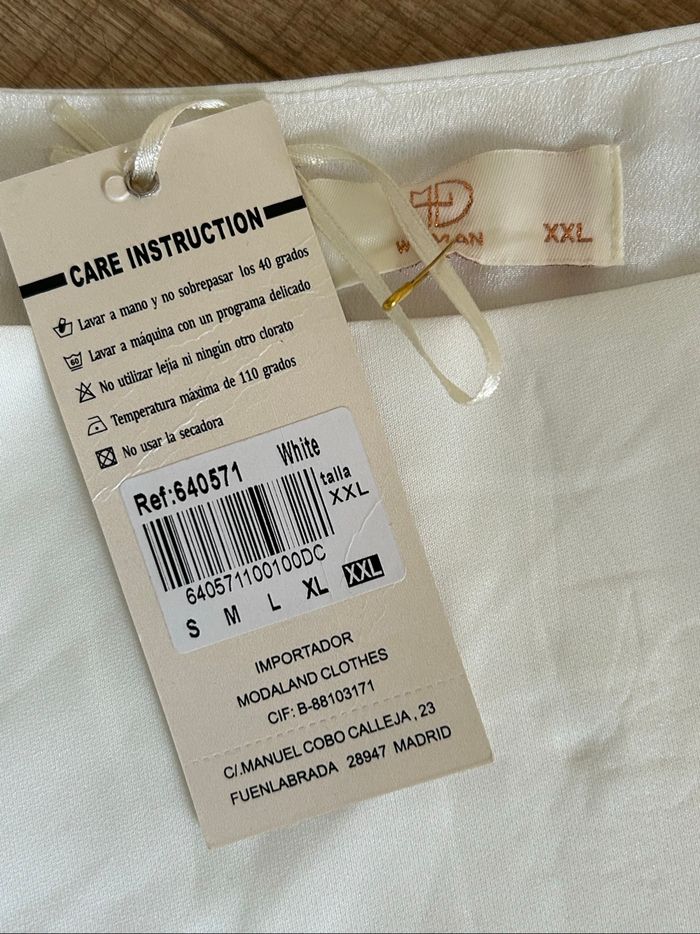 CARE INSTRUCTION
Lavar a mano y no sobrepasar los 40 grados
60
Lavar a máquina con un programa delicado
No utilizar lejía ni ningún otro clorato
Temperatura máxima de 110 grados
No usar la secadora
Ref:640571 White
talla
XXL
640571100100DC
S M L XL XXL
IMPORTADOR
MODALAND CLOTHES
CIF: B-88103171
C/.MANUEL COBO CALLEJA , 23
FUENLABRADA 28947 MADRID
XXL